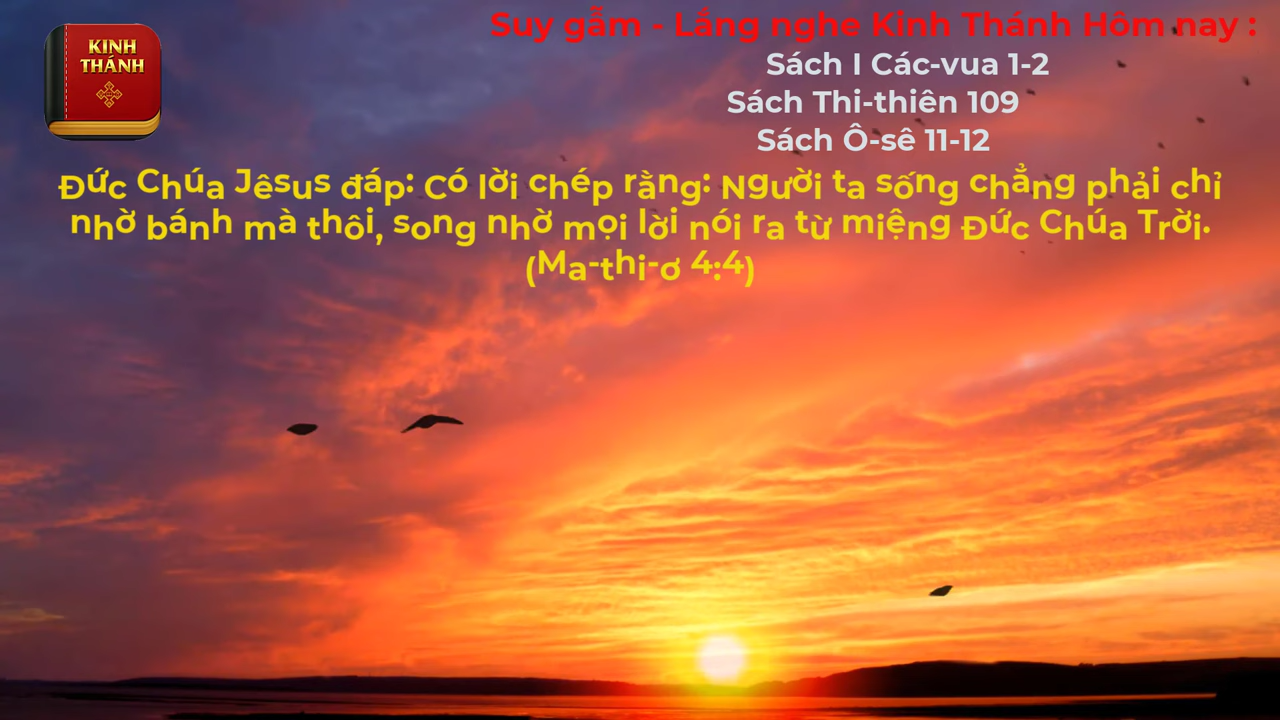 KINH
THÁNH
Suy gẫm - Lắng nghe Kinh Thánh Hôm nay :
Sách I Các-vua 1-2
Sách Thi-thiên 109
Sách Ô-sê 11-12
Đức Chúa Jêsus đáp: Có lời chép rằng: Người ta sống chẳng phải chỉ
nhờ bánh mà thôi, song nhờ mọi lời nói ra từ miệng Đức Chúa Trời.
(Ma-thi-ơ 4:4)